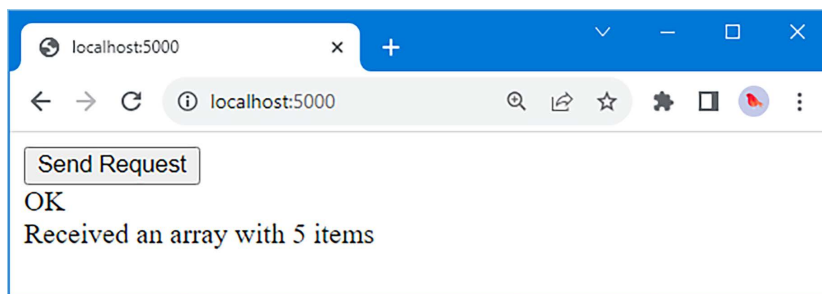 localhost:5000
localhost:5000
Send Request
OK
Received an array with 5 items